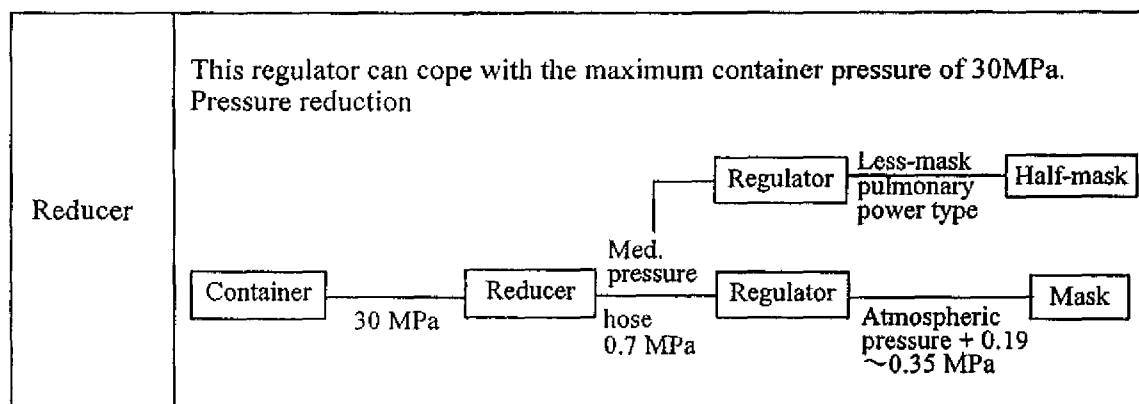 This regulator can cope with the maximum container pressure of 30MPa.
Pressure reduction
Reducer
Regulator
Less-mask
pulmonary
power type
Half-mask
Container
30 MPa
Reducer
Med.
pressure
hose
0.7 MPa
Regulator
Atmospheric
pressure + 0.19
～0.35 MPa
Mask